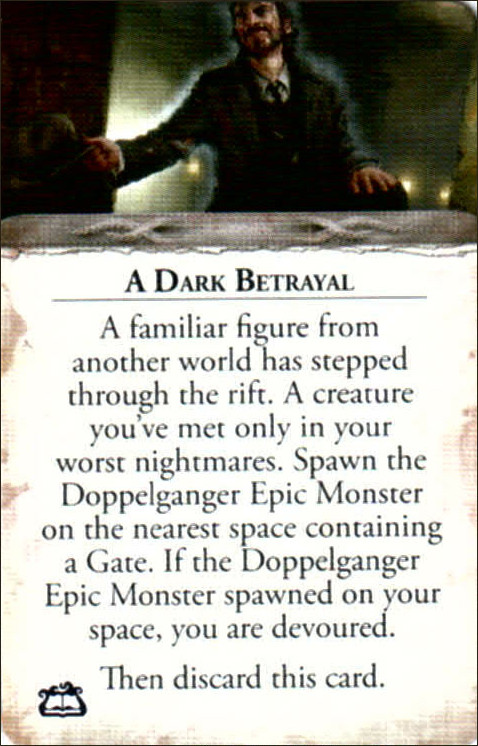 A Dark Betrayal
A familiar figure from
another world has stepped
through the rift. A creature
you've met only in your
worst nightmares. Spawn the
Doppelganger Epic Monster
on the nearest space containing
a Gate. If the Doppelganger
Epic Monster spawned on your
space, you are devoured.
Then discard this card.